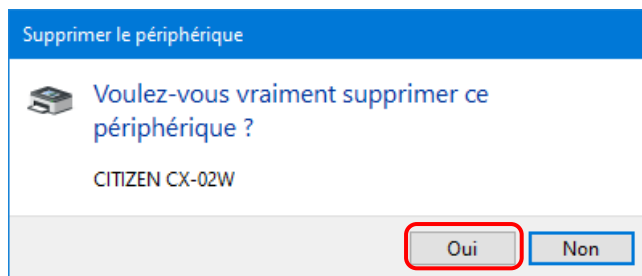 Supprimer le périphérique
Voulez-vous vraiment supprimer ce
périphérique ?
CITIZEN CX-02W
Oui
Non